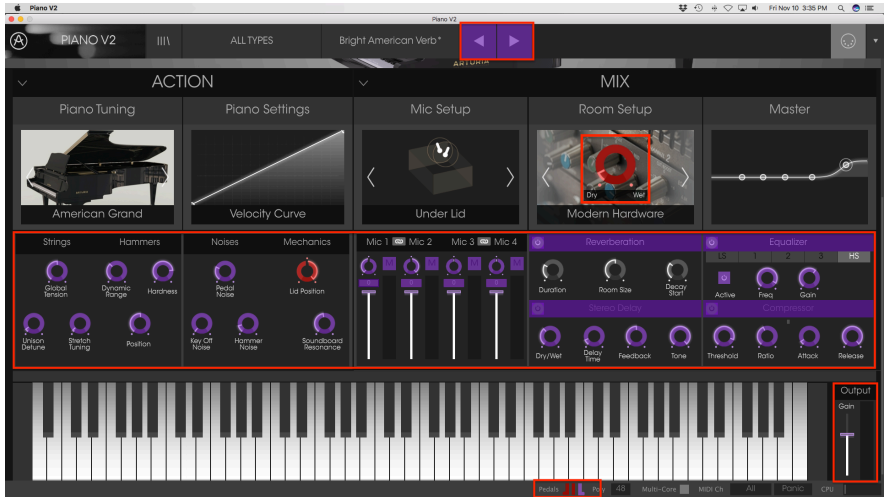 Piano V2
Fri Nov 10 3:35 PM
Piano V2
PIANO V2
ALL TYPES
Bright American Verb*
ARTURIA
ACTION
MIX
Piano Tuning
Piano Settings
Mic Setup
Room Setup
Master
Dry Wet
American Grand
Velocity Curve
Under Lid
Modern Hardware
Strings Hammers
Noises Mechanics
Mic 1 Mic 2 Mic 3 Mic 4
Reverberation
Equalizer
LS 1 2 3 HS
M M M M
Global Tension
Dynamic Range
Hardness
Pedal Noise
Lid Position
Duration
Room Size
Decay Start
Active
Freq
Gain
Stereo Delay
Compressor
Unison Detune
Stretch Tuning
Position
Key Off Noise
Hammer Noise
Soundboard Resonance
Dry/Wet
Delay Time
Feedback
Tone
Threshold
Ratio
Attack
Release
Output
Gain
Pedals
Poly 48
Multi-Core
MIDI Ch All
Panic
CPU